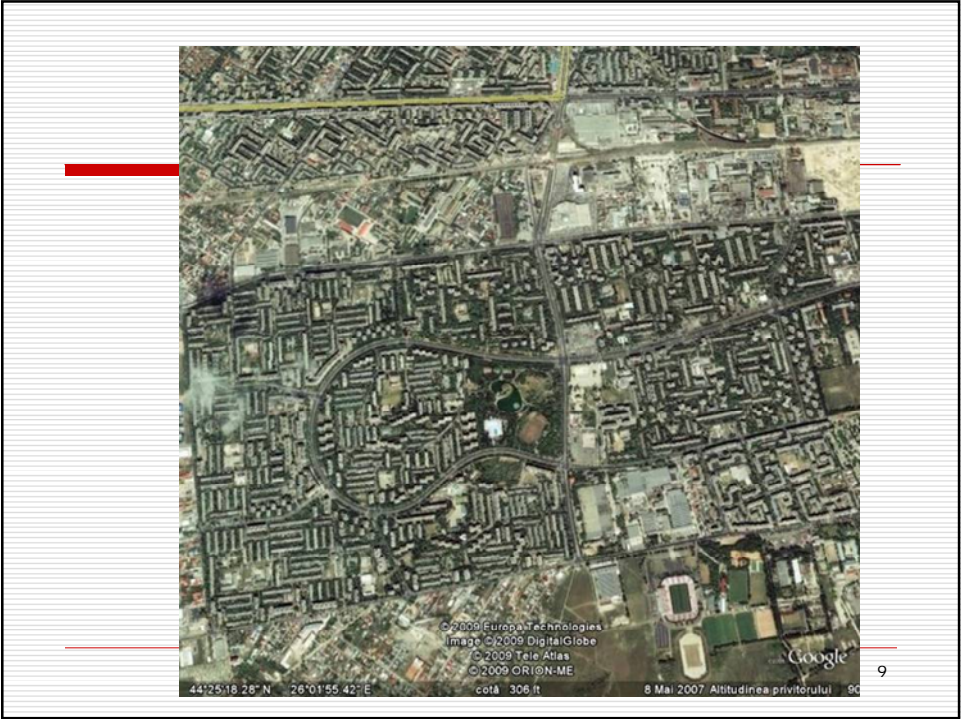 © 2009 Europa Technologies
Image © 2009 DigitalGlobe
© 2009 Tele Atlas
© 2009 ORION-ME
Google
44°25'18.28" N 26°01'55.42" E cotă 306 ft 8 Mai 2007 Altitudinea privitorului 90
9